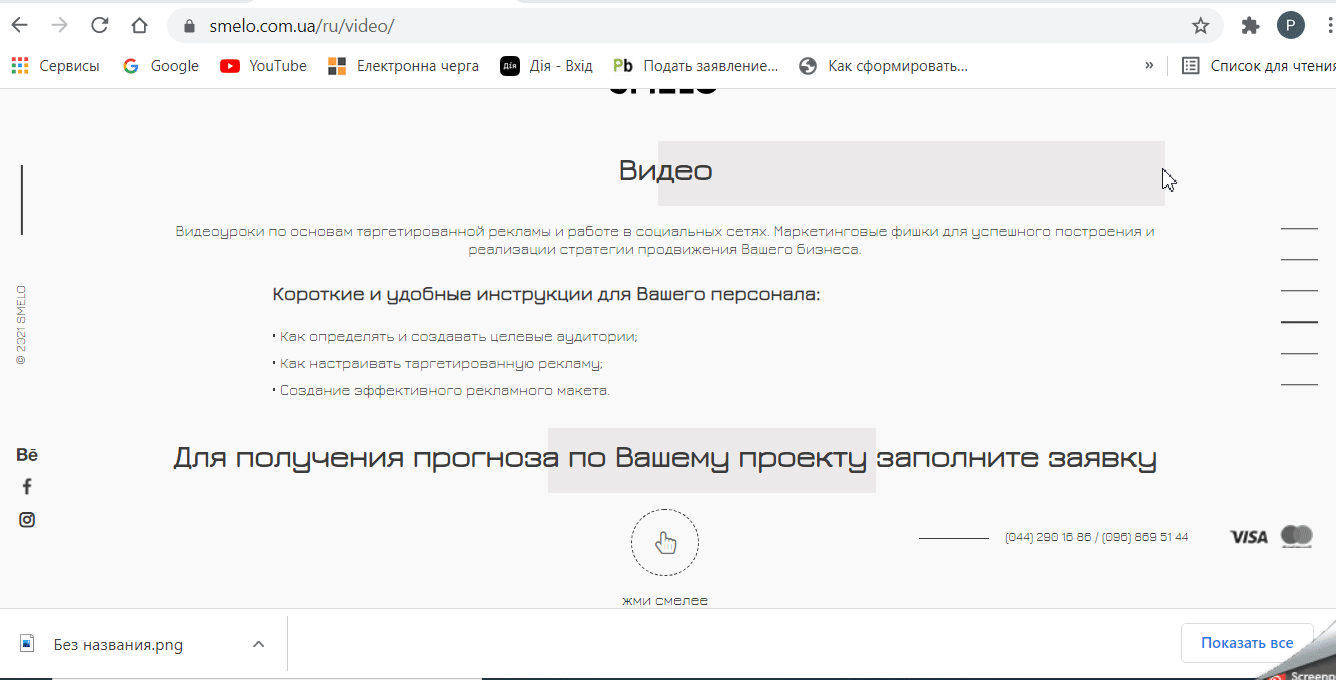 smelo.com.ua/ru/video/
P
Сервисы
Google
YouTube
Електронна черга
Дія
Дія - Вхід
Pb
Подать заявление...
Как сформировать...
»
Список для чтения
SMELO
Видео
Видеоуроки по основам таргетированной рекламы и работе в социальных сетях. Маркетинговые фишки для успешного построения и
реализации стратегии продвижения Вашего бизнеса.
Короткие и удобные инструкции для Вашего персонала:
• Как определять и создавать целевые аудитории;
• Как настраивать таргетированную рекламу;
• Создание эффективного рекламного макета.
© 2021 SMELO
Bē
Для получения прогноза по Вашему проекту заполните заявку
(044) 290 16 86 / (096) 869 51 44
VISA
жми смелее
Без названия.png
Показать все
Screenp